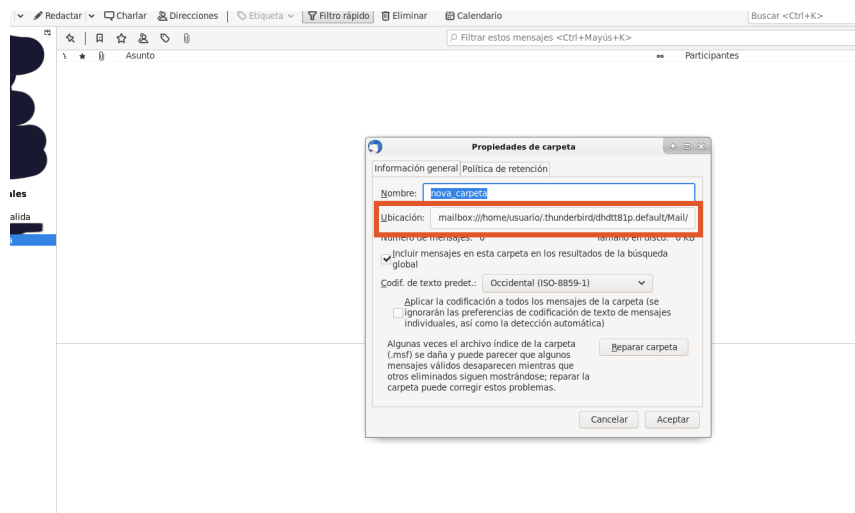 Redactar Charlar Direcciones Etiqueta Filtro rápido Eliminar Calendario Buscar <Ctrl+K>
Filtrar estos mensajes <Ctrl+Mayús+K>
Asunto Participantes
Propiedades de carpeta
Información general Política de retención
Nombre: nova_carpeta
Ubicación: mailbox:///home/usuario/.thunderbird/dhdtt81p.default/Mail/
Número de mensajes: 0 Tamaño en disco: 0 KB
Incluir mensajes en esta carpeta en los resultados de la búsqueda
global
Codif. de texto predet.: Occidental (ISO-8859-1)
Aplicar la codificación a todos los mensajes de la carpeta (se
ignorarán las preferencias de codificación de texto de mensajes
individuales, así como la detección automática)
Algunas veces el archivo índice de la carpeta
(.msf) se daña y puede parecer que algunos
mensajes válidos desaparecen mientras que
otros eliminados siguen mostrándose; reparar la
carpeta puede corregir estos problemas.
Reparar carpeta
Cancelar Aceptar
ales
alida